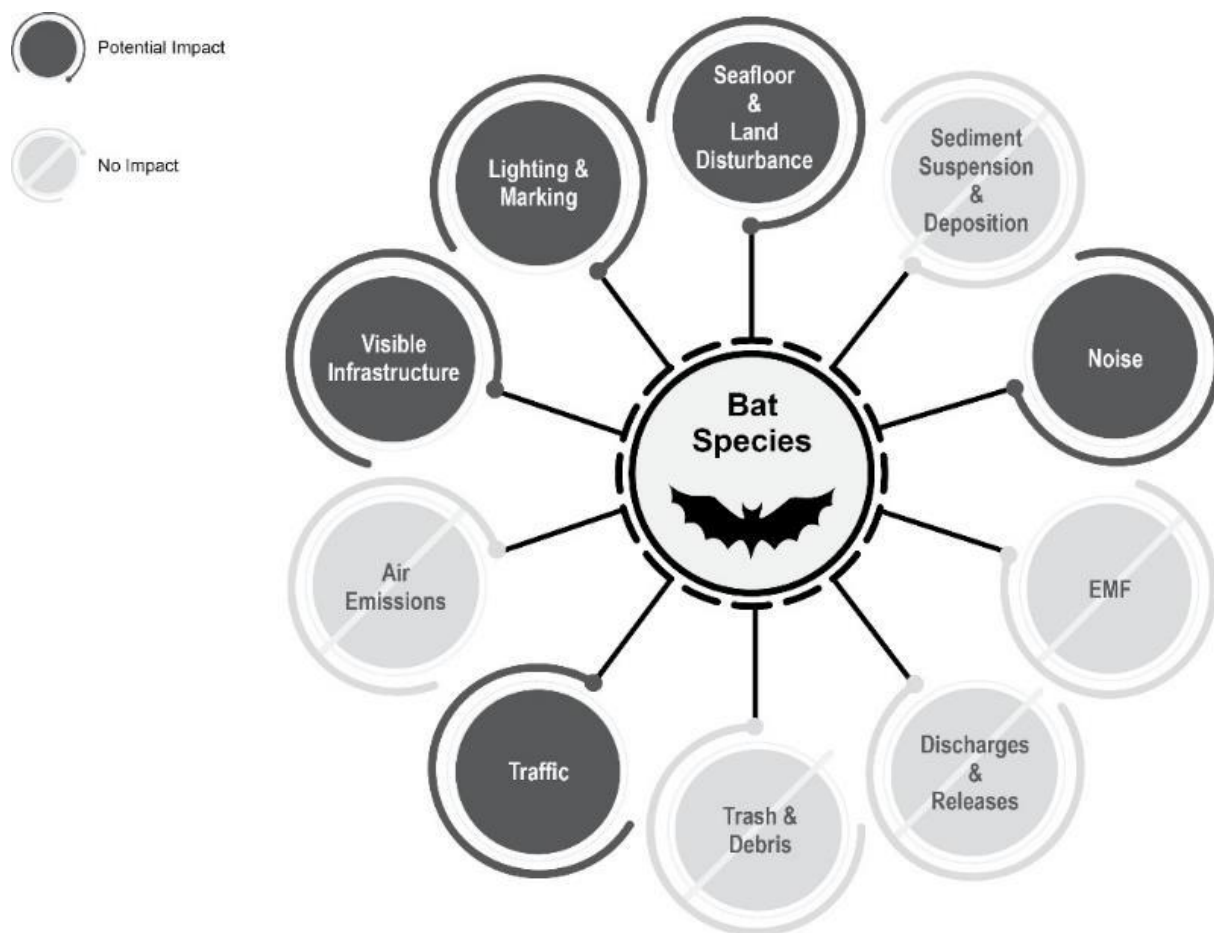 Potential Impact
No Impact
Seafloor
&
Land
Disturbance
Sediment
Suspension
&
Deposition
Noise
EMF
Discharges
&
Releases
Trash &
Debris
Traffic
Air
Emissions
Visible
Infrastructure
Lighting &
Marking
Bat
Species